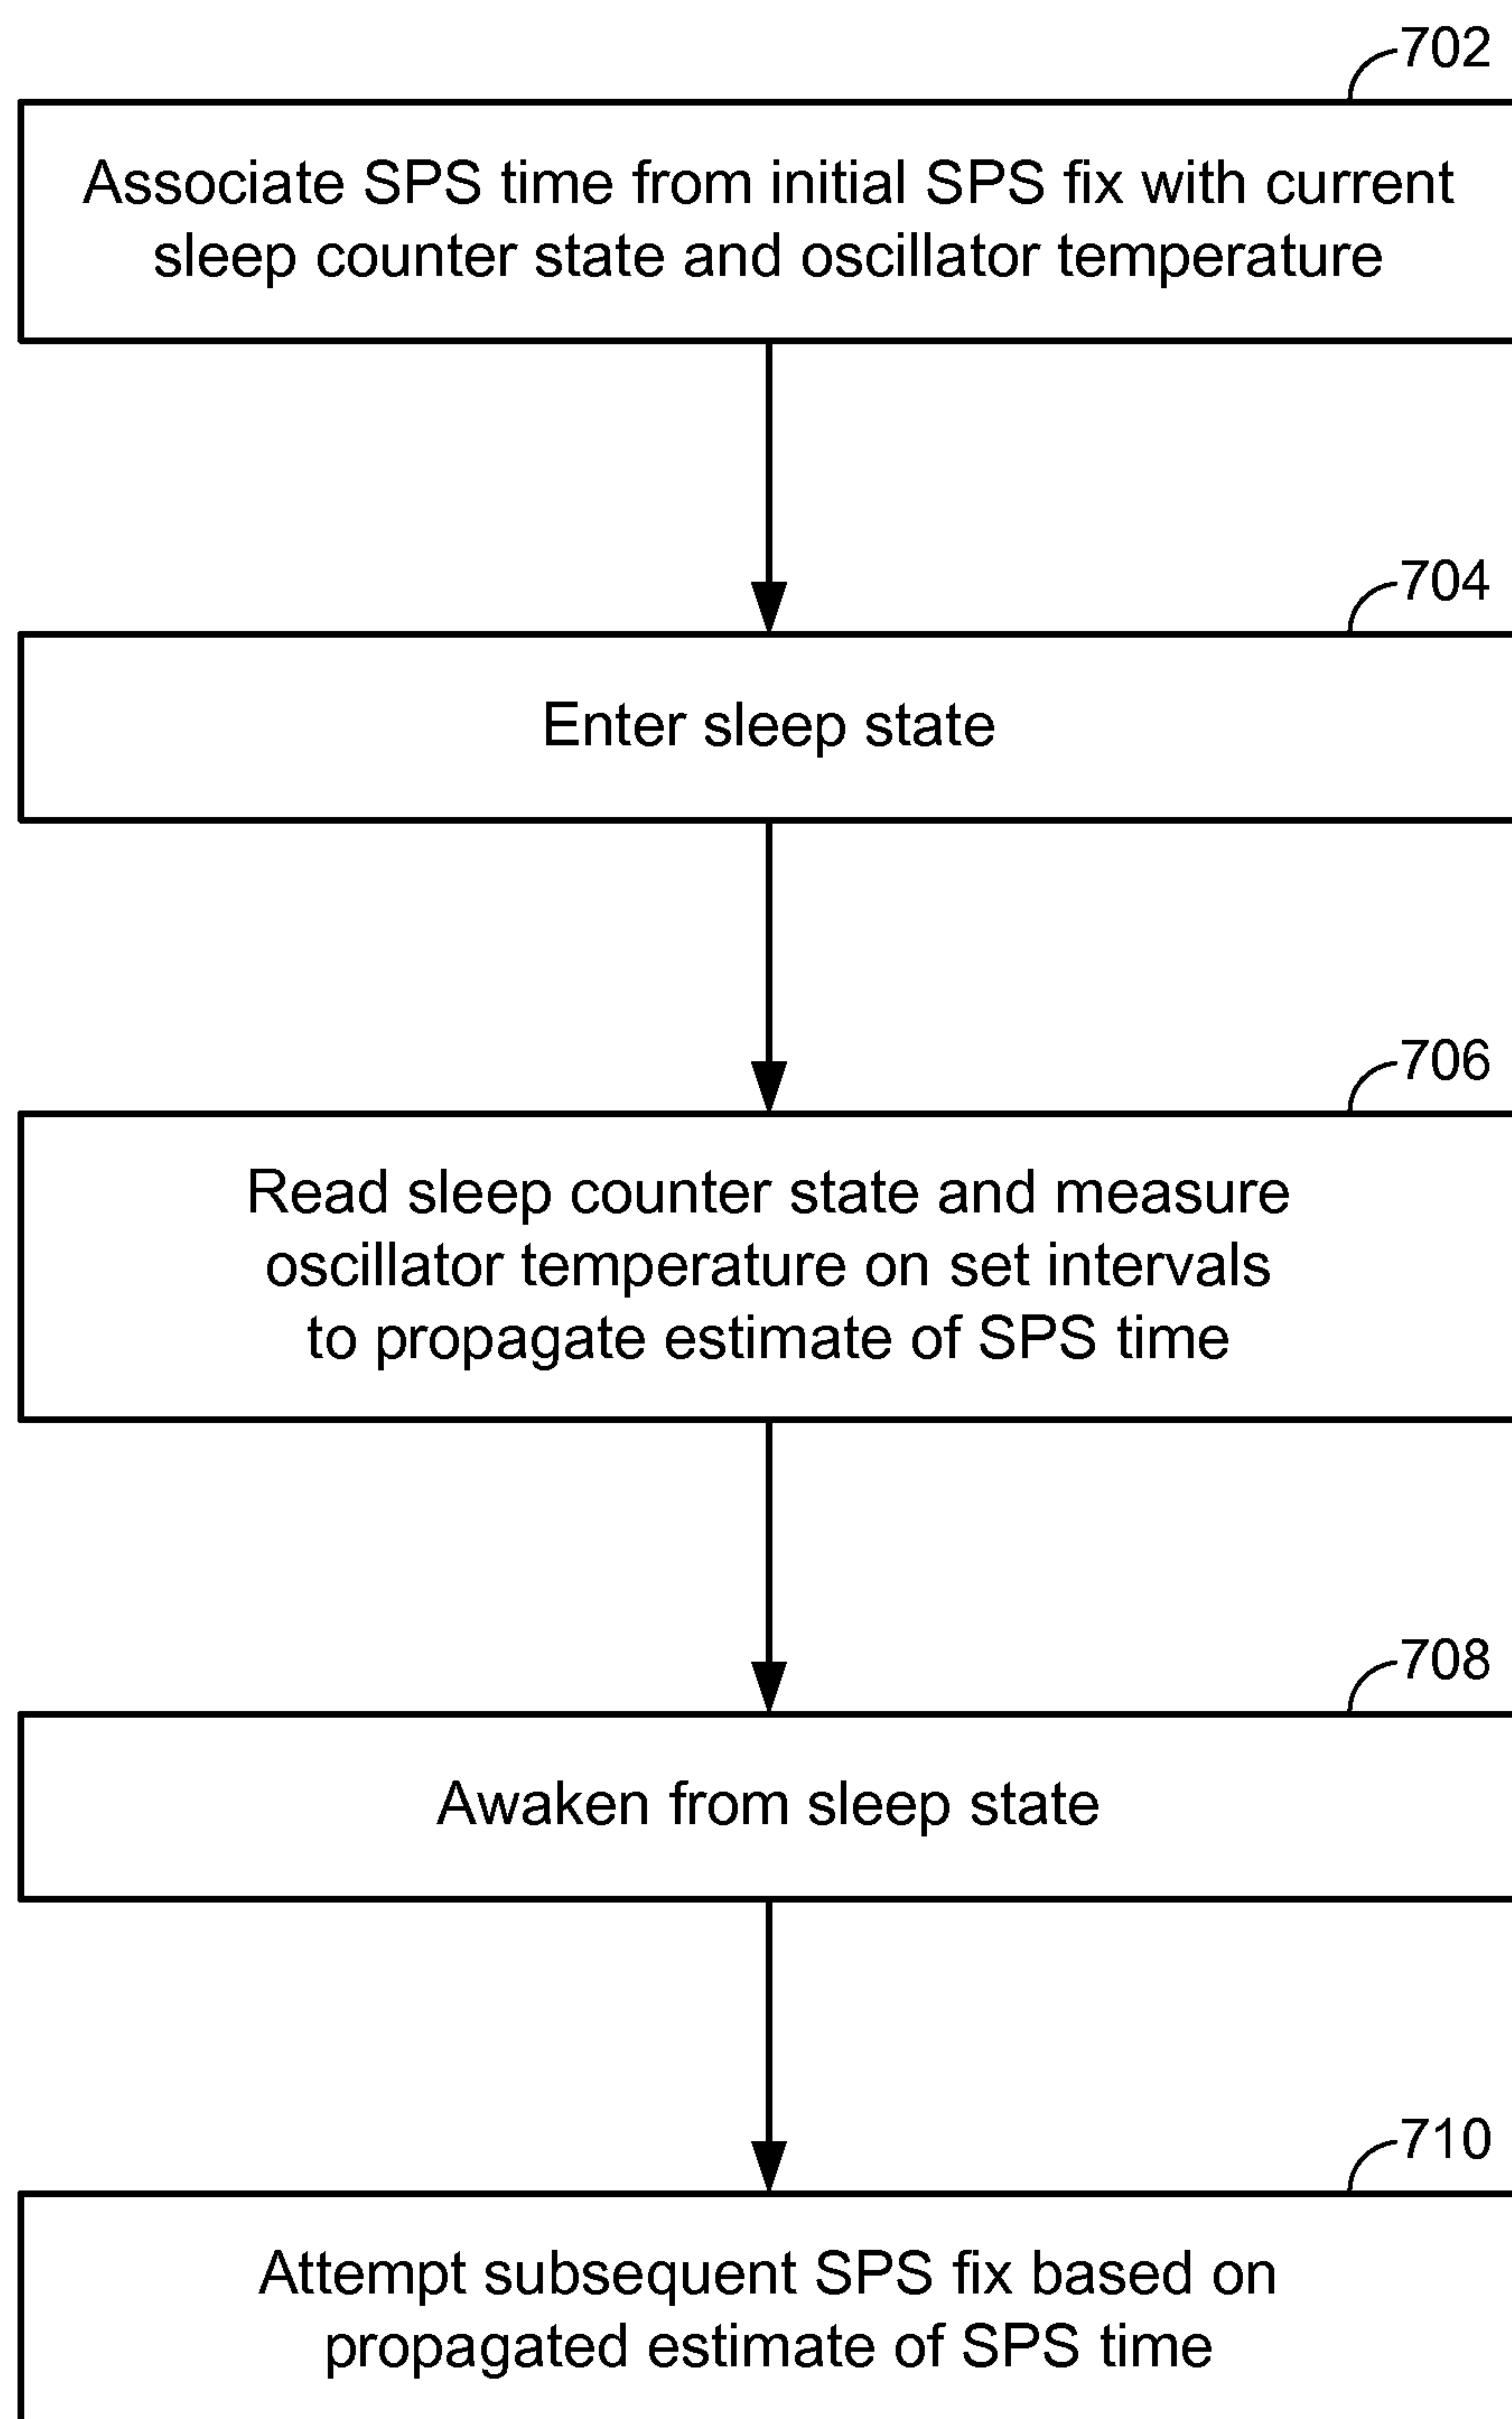 702
Associate SPS time from initial SPS fix with current
sleep counter state and oscillator temperature
704
Enter sleep state
706
Read sleep counter state and measure
oscillator temperature on set intervals
to propagate estimate of SPS time
708
Awaken from sleep state
710
Attempt subsequent SPS fix based on
propagated estimate of SPS time